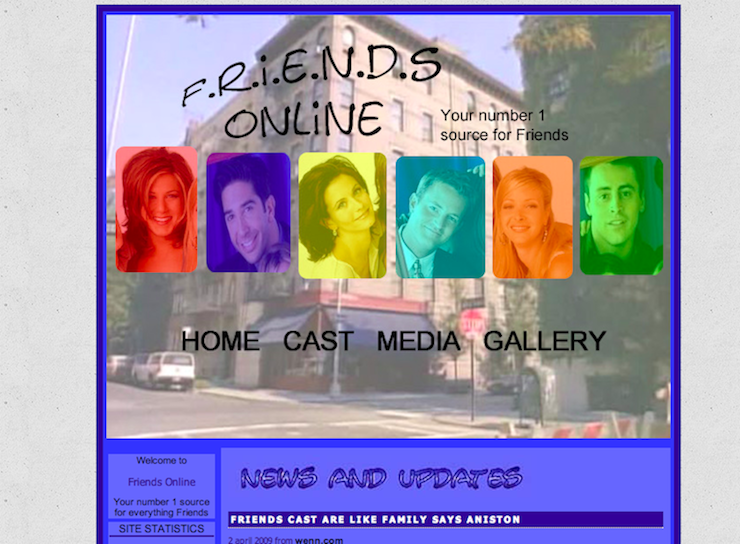 F.R.i.E.N.D.S
ONLiNE
Your number 1
source for Friends
STOP
HOME CAST MEDIA GALLERY
Welcome to
Friends Online
Your number 1 source
for everything Friends
SITE STATISTICS
NEWS AND UPDATES
FRIENDS CAST ARE LIKE FAMILY SAYS ANISTON
2 april 2009 from wenn.com